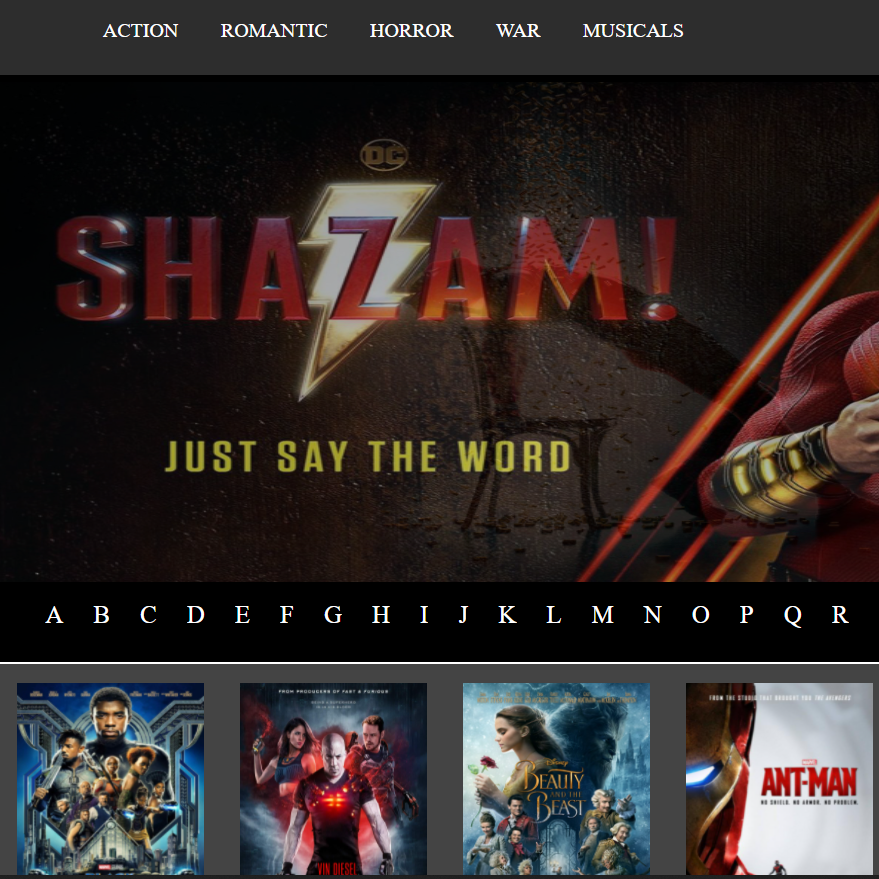 ACTION ROMANTIC HORROR WAR MUSICALS
DC
SHAZAM!
JUST SAY THE WORD
A B C D E F G H I J K L M N O P Q R
FROM PRODUCERS OF FAST & FURIOUS
VIN DIESEL
Disney
BEAUTY
AND THE
BEAST
FROM THE STUDIO THAT BROUGHT YOU THE AVENGERS
MARVEL
ANT-MAN
NO SHIELD. NO ARMOR. NO PROBLEM.